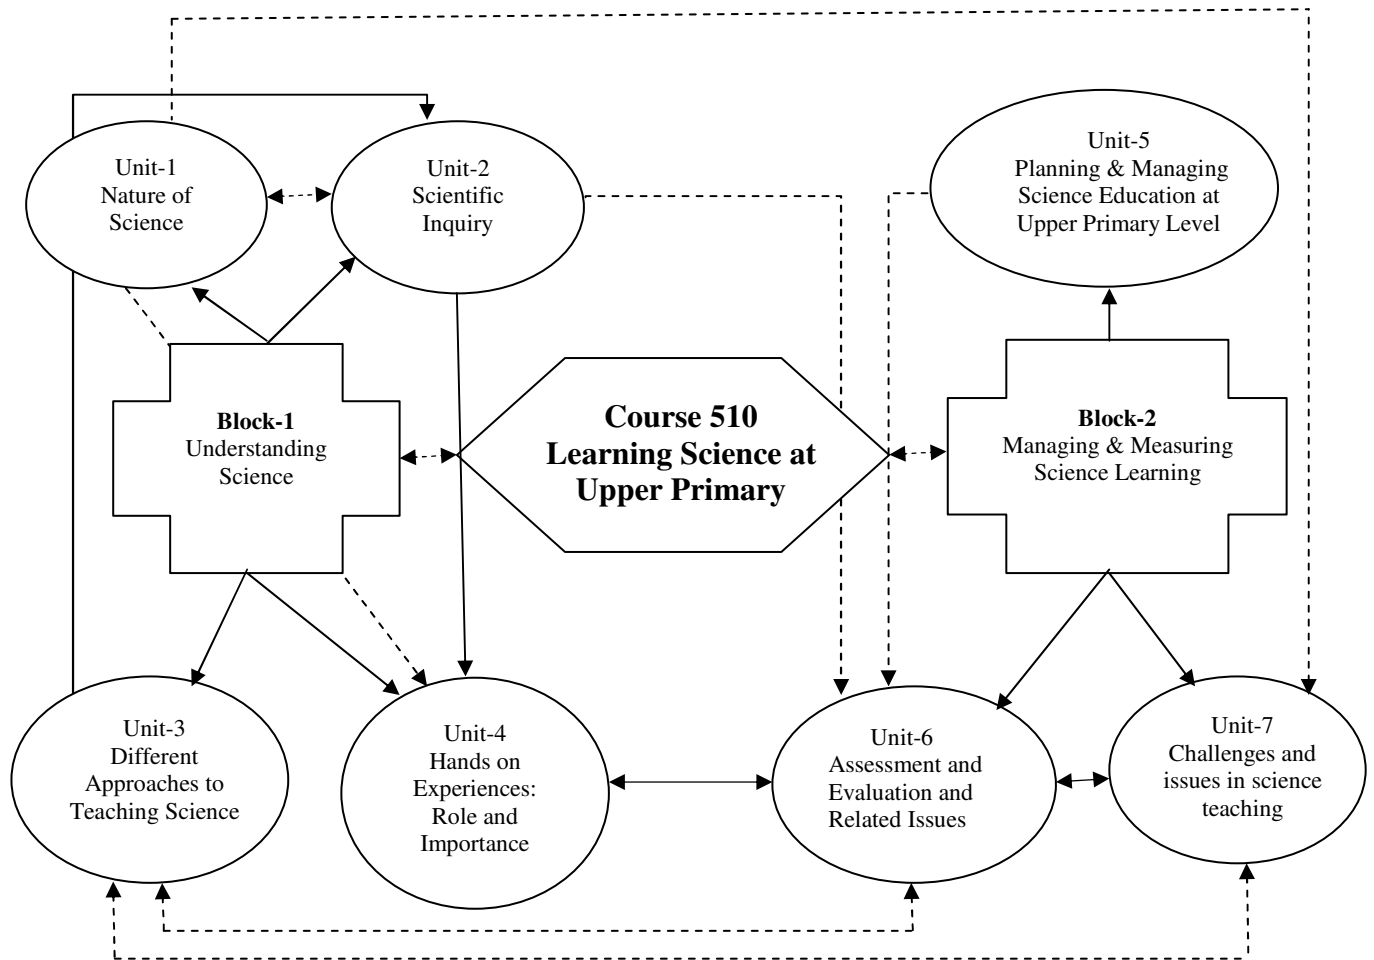 Unit-1
Nature of
Science
Unit-2
Scientific
Inquiry
Unit-5
Planning & Managing
Science Education at
Upper Primary Level
Block-1
Understanding
Science
Course 510
Learning Science at
Upper Primary
Block-2
Managing & Measuring
Science Learning
Unit-3
Different
Approaches to
Teaching Science
Unit-4
Hands on
Experiences:
Role and
Importance
Unit-6
Assessment and
Evaluation and
Related Issues
Unit-7
Challenges and
issues in science
teaching